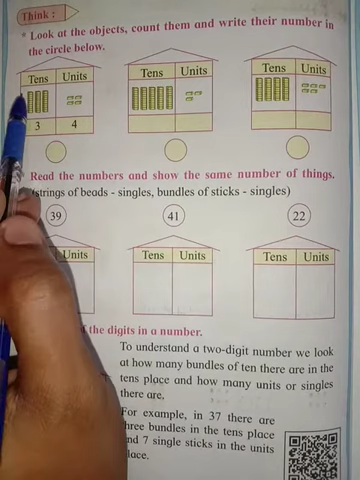 Think :
* Look at the objects, count them and write their number in
the circle below.
Tens Units
3 4
Tens Units
Tens Units
Read the numbers and show the same number of things.
(strings of beads - singles, bundles of sticks - singles)
39 41 22
Units
Tens Units
Tens Units
f the digits in a number.
To understand a two-digit number we look
at how many bundles of ten there are in the
tens place and how many units or singles
there are.
For example, in 37 there are
hree bundles in the tens place
nd 7 single sticks in the units
lace.